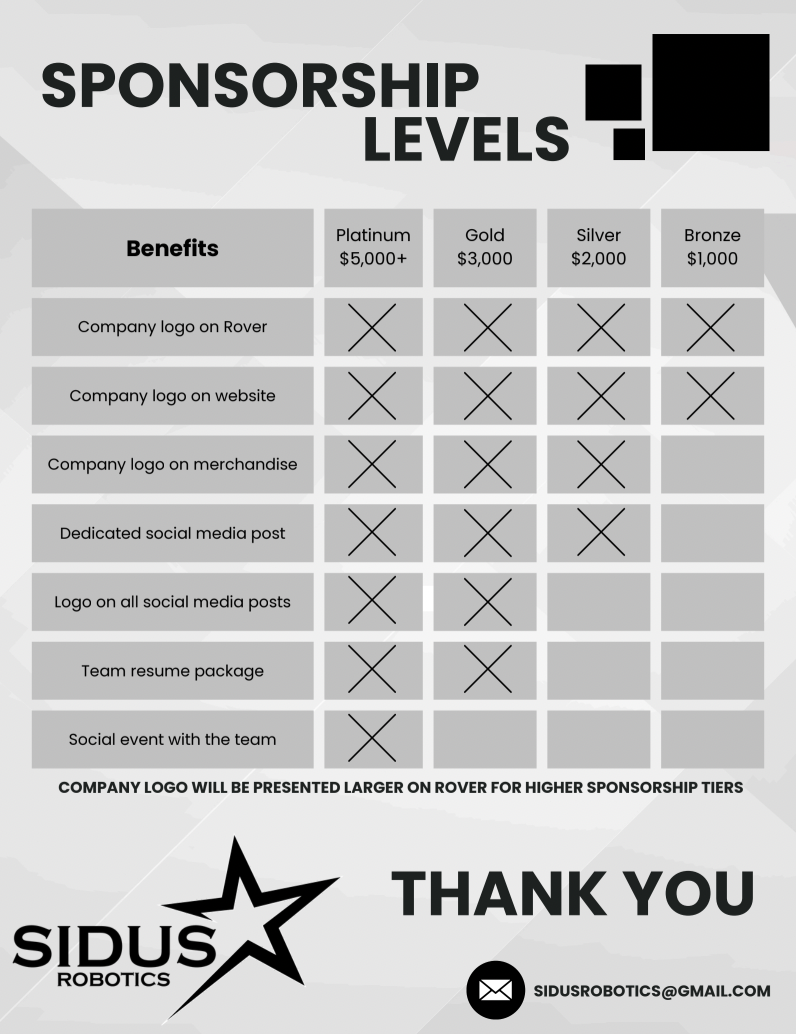 SPONSORSHIP
LEVELS
Benefits
Platinum
$5,000+
Gold
$3,000
Silver
$2,000
Bronze
$1,000
Company logo on Rover
Company logo on website
Company logo on merchandise
Dedicated social media post
Logo on all social media posts
Team resume package
Social event with the team
COMPANY LOGO WILL BE PRESENTED LARGER ON ROVER FOR HIGHER SPONSORSHIP TIERS
THANK YOU
SIDUS
ROBOTICS
SIDUSROBOTICS@GMAIL.COM